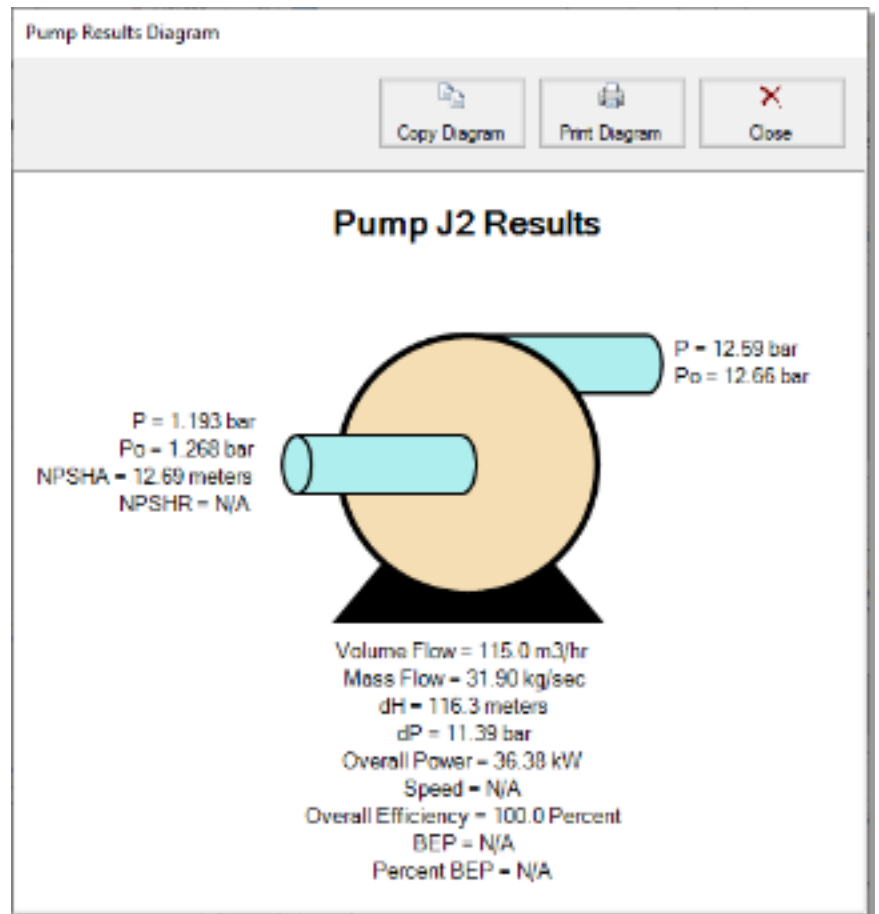 Pump Results Diagram
Copy Diagram
Print Diagram
Close
Pump J2 Results
P = 12.59 bar
Po = 12.66 bar
P = 1.193 bar
Po = 1.268 bar
NPSHA = 12.69 meters
NPSHR = N/A
Volume Flow = 115.0 m3/hr
Mass Flow = 31.90 kg/sec
dH = 116.3 meters
dP = 11.39 bar
Overall Power = 36.38 kW
Speed = N/A
Overall Efficiency = 100.0 Percent
BEP = N/A
Percent BEP = N/A